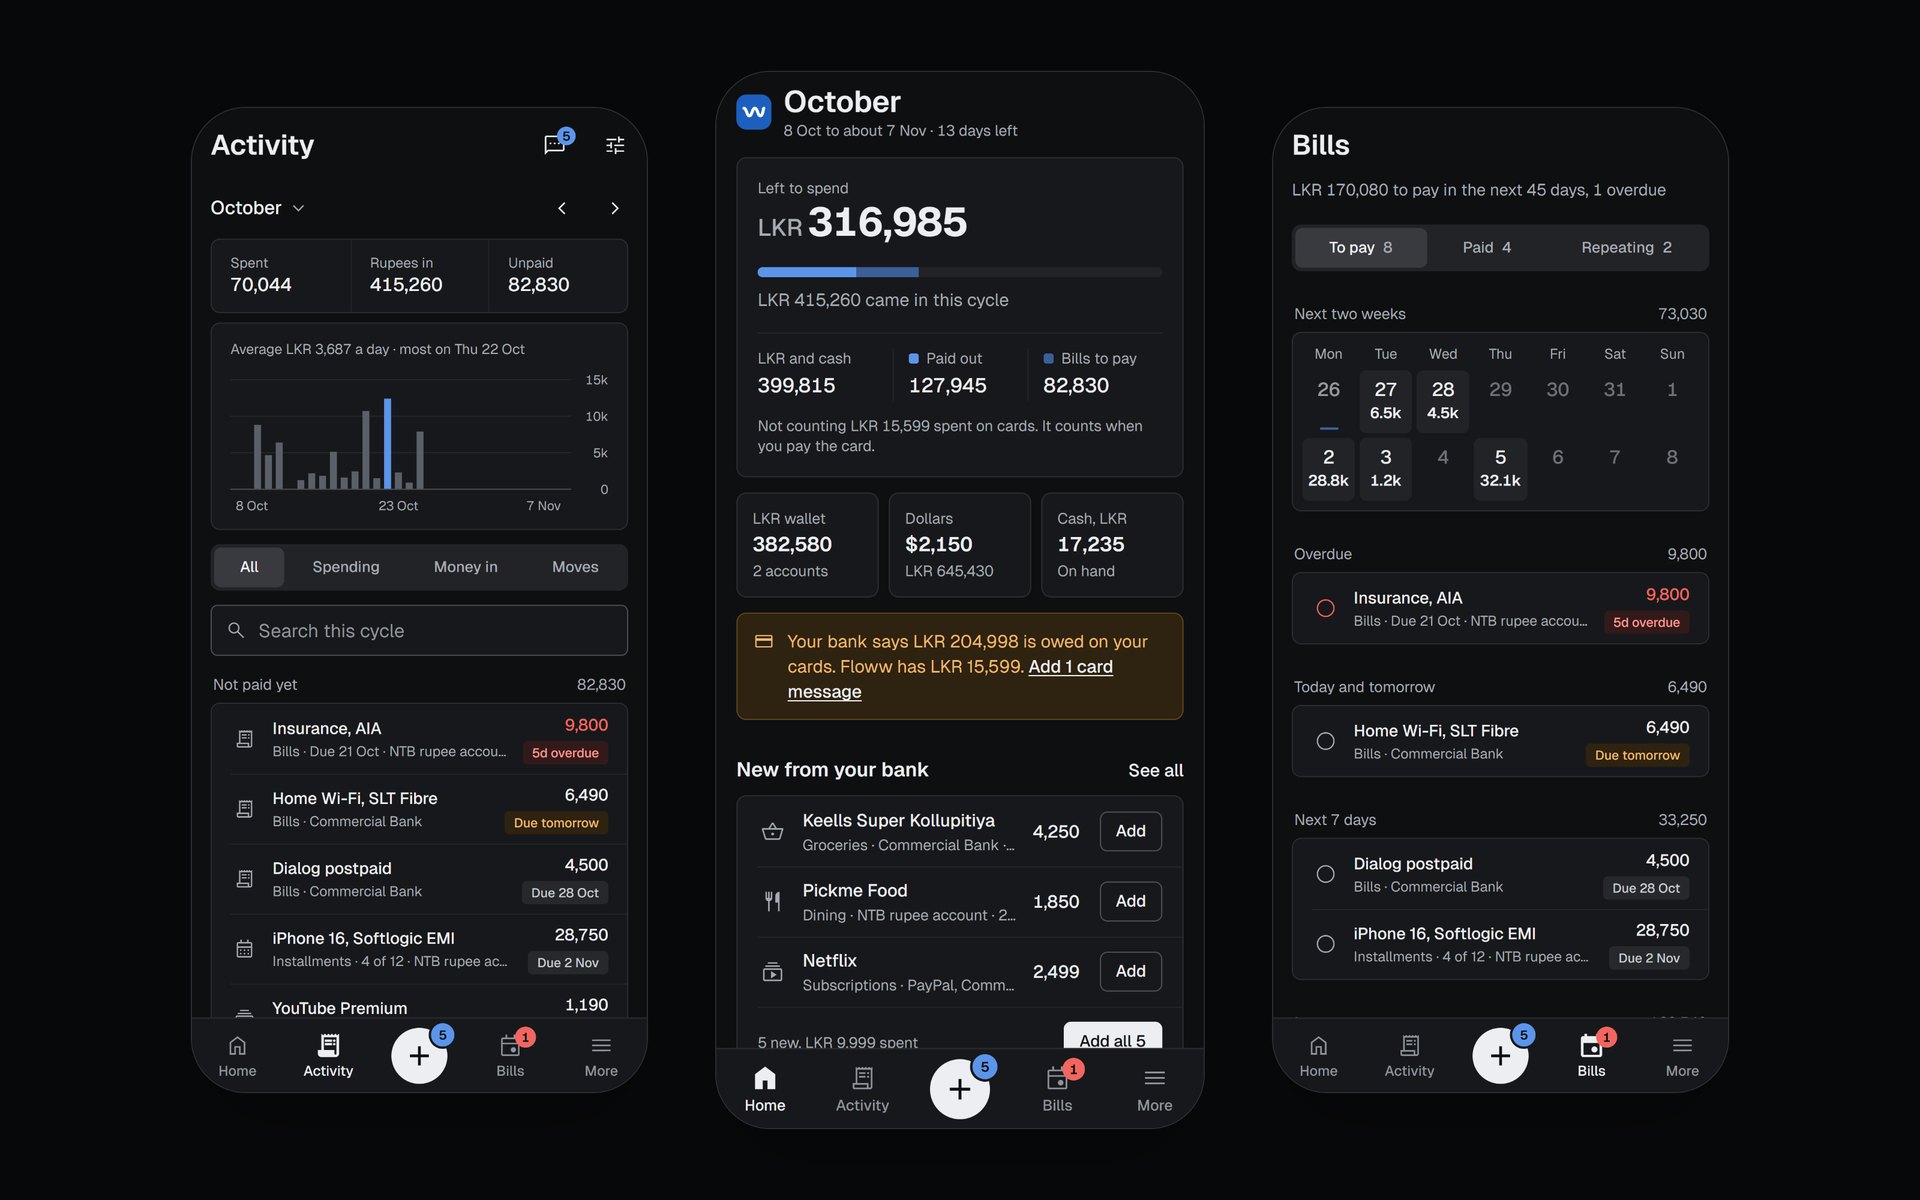 Activity
5
October
Spent
70,044
Rupees in
415,260
Unpaid
82,830
Average LKR 3,687 a day · most on Thu 22 Oct
15k
10k
5k
0
8 Oct
23 Oct
7 Nov
All
Spending
Money in
Moves
Search this cycle
Not paid yet
82,830
Insurance, AIA
9,800
Bills · Due 21 Oct · NTB rupee accou...
5d overdue
Home Wi-Fi, SLT Fibre
6,490
Bills · Commercial Bank
Due tomorrow
Dialog postpaid
4,500
Bills · Commercial Bank
Due 28 Oct
iPhone 16, Softlogic EMI
28,750
Installments · 4 of 12 · NTB rupee ac...
Due 2 Nov
YouTube Premium
1,190
5
1
Home
Activity
Bills
More
October
8 Oct to about 7 Nov · 13 days left
Left to spend
LKR 316,985
LKR 415,260 came in this cycle
LKR and cash
399,815
Paid out
127,945
Bills to pay
82,830
Not counting LKR 15,599 spent on cards. It counts when
you pay the card.
LKR wallet
382,580
2 accounts
Dollars
$2,150
LKR 645,430
Cash, LKR
17,235
On hand
Your bank says LKR 204,998 is owed on your
cards. Floww has LKR 15,599. Add 1 card
message
New from your bank
See all
Keells Super Kollupitiya
Groceries · Commercial Bank ·...
4,250
Add
Pickme Food
Dining · NTB rupee account · 2...
1,850
Add
Netflix
Subscriptions · PayPal, Comm...
2,499
Add
5 new, LKR 9,999 spent
Add all 5
5
1
Home
Activity
Bills
More
Bills
LKR 170,080 to pay in the next 45 days, 1 overdue
To pay 8
Paid 4
Repeating 2
Next two weeks
73,030
Mon Tue Wed Thu Fri Sat Sun
26 27 28 29 30 31 1
6.5k 4.5k
2 3 4 5 6 7 8
28.8k 1.2k 32.1k
Overdue
9,800
Insurance, AIA
9,800
Bills · Due 21 Oct · NTB rupee accou...
5d overdue
Today and tomorrow
6,490
Home Wi-Fi, SLT Fibre
6,490
Bills · Commercial Bank
Due tomorrow
Next 7 days
33,250
Dialog postpaid
4,500
Bills · Commercial Bank
Due 28 Oct
iPhone 16, Softlogic EMI
28,750
Installments · 4 of 12 · NTB rupee ac...
Due 2 Nov
5
1
Home
Activity
Bills
More